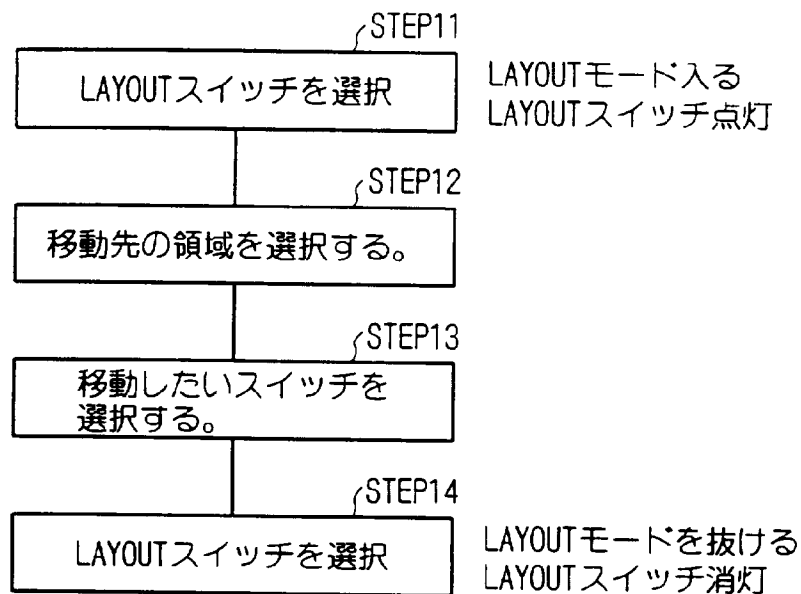 STEP11
LAYOUTスイッチを選択
LAYOUTモード入る
LAYOUTスイッチ点灯
STEP12
移動先の領域を選択する。
STEP13
移動したいスイッチを
選択する。
STEP14
LAYOUTスイッチを選択
LAYOUTモードを抜ける
LAYOUTスイッチ消灯